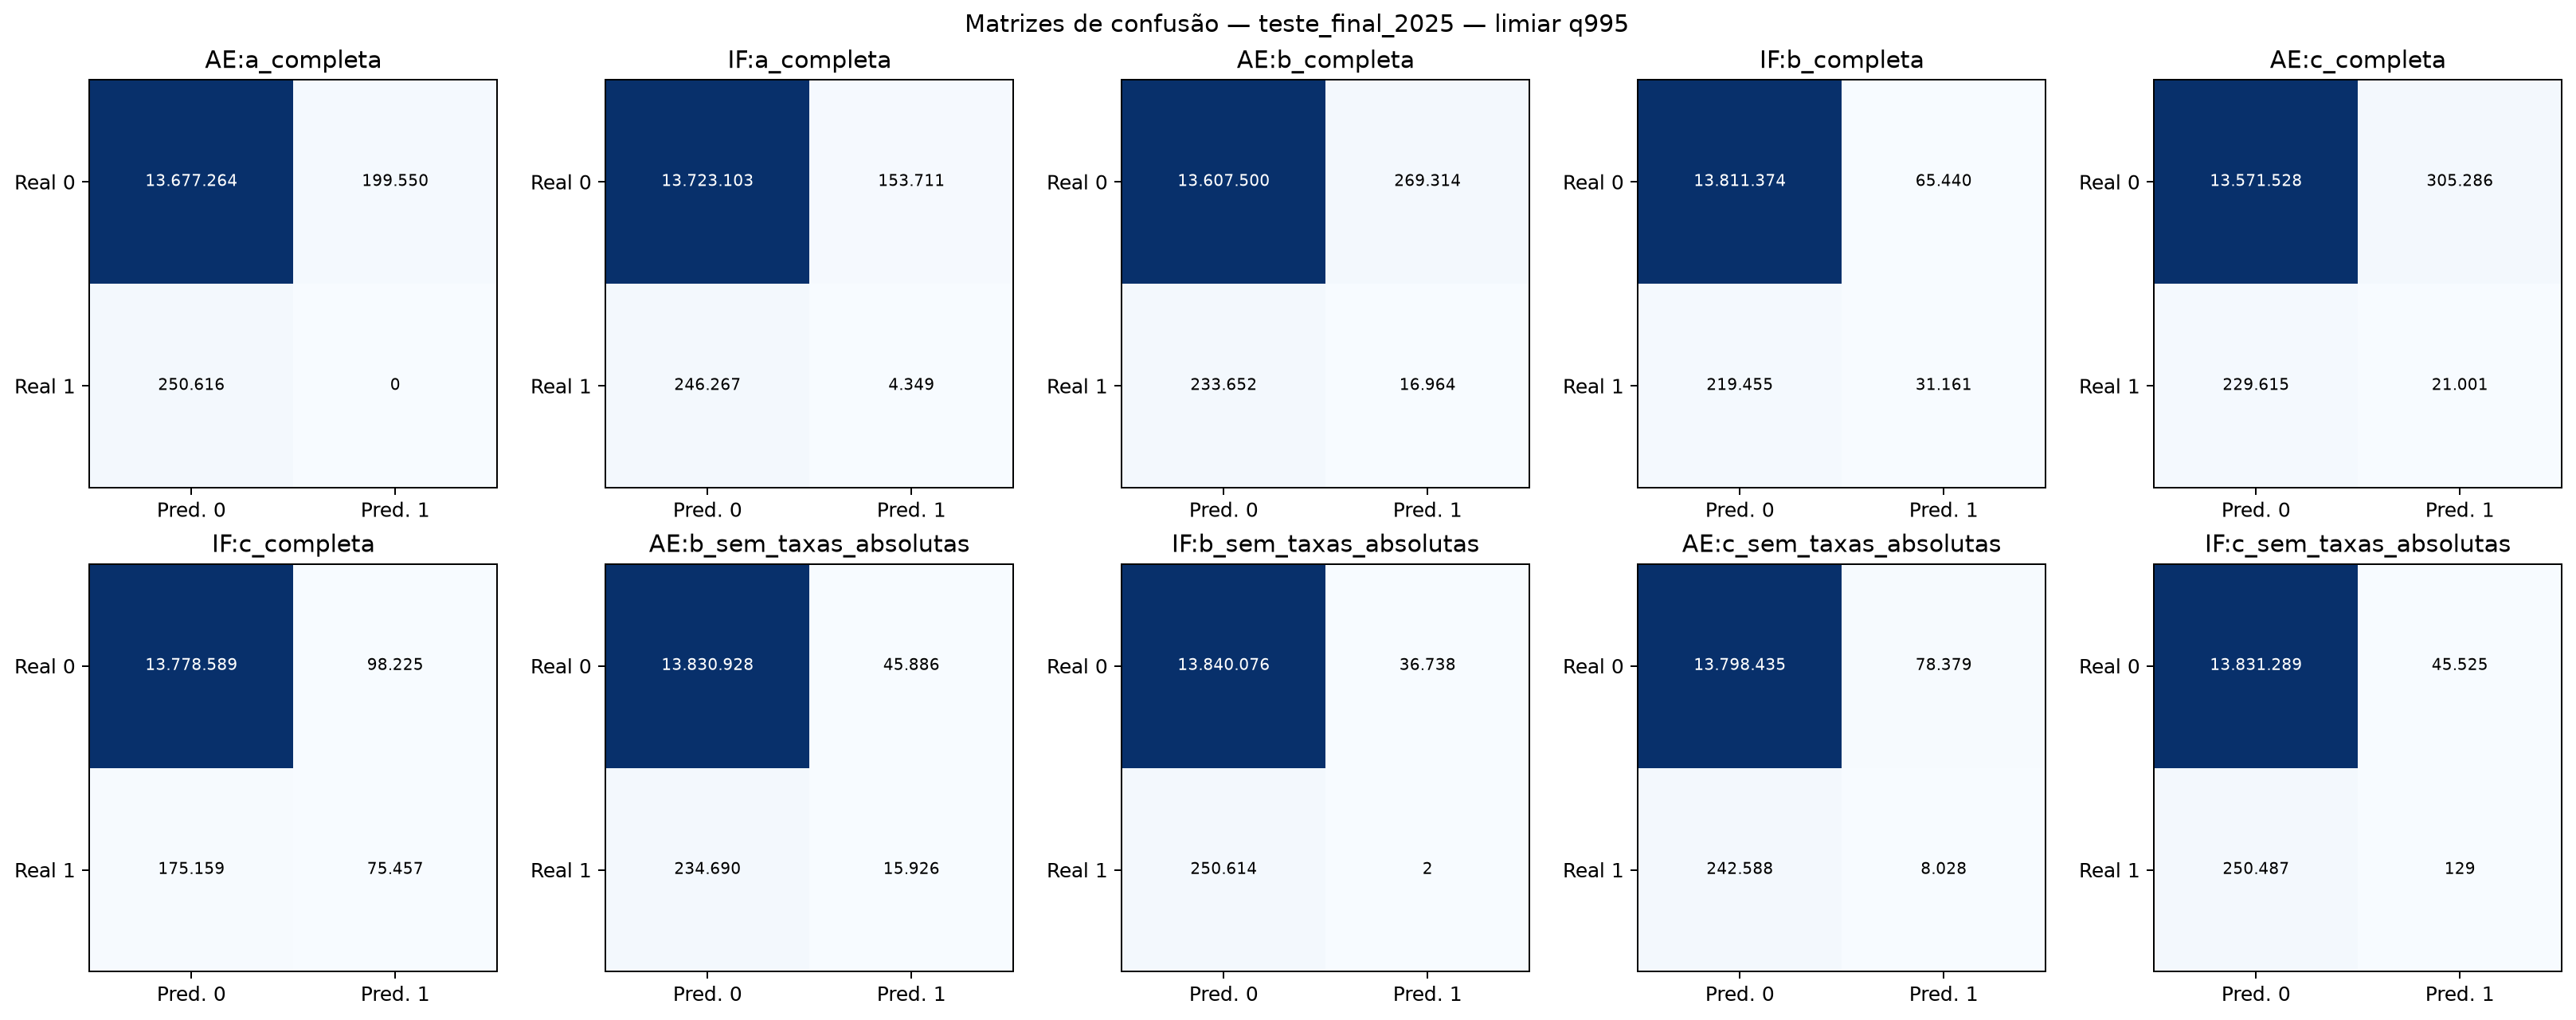 Matrizes de confusão — teste_final_2025 — limiar q995
AE:a_completa
Real 0
13.677.264
199.550
Real 1
250.616
0
Pred. 0
Pred. 1
IF:a_completa
Real 0
13.723.103
153.711
Real 1
246.267
4.349
Pred. 0
Pred. 1
AE:b_completa
Real 0
13.607.500
269.314
Real 1
233.652
16.964
Pred. 0
Pred. 1
IF:b_completa
Real 0
13.811.374
65.440
Real 1
219.455
31.161
Pred. 0
Pred. 1
AE:c_completa
Real 0
13.571.528
305.286
Real 1
229.615
21.001
Pred. 0
Pred. 1
IF:c_completa
Real 0
13.778.589
98.225
Real 1
175.159
75.457
Pred. 0
Pred. 1
AE:b_sem_taxas_absolutas
Real 0
13.830.928
45.886
Real 1
234.690
15.926
Pred. 0
Pred. 1
IF:b_sem_taxas_absolutas
Real 0
13.840.076
36.738
Real 1
250.614
2
Pred. 0
Pred. 1
AE:c_sem_taxas_absolutas
Real 0
13.798.435
78.379
Real 1
242.588
8.028
Pred. 0
Pred. 1
IF:c_sem_taxas_absolutas
Real 0
13.831.289
45.525
Real 1
250.487
129
Pred. 0
Pred. 1